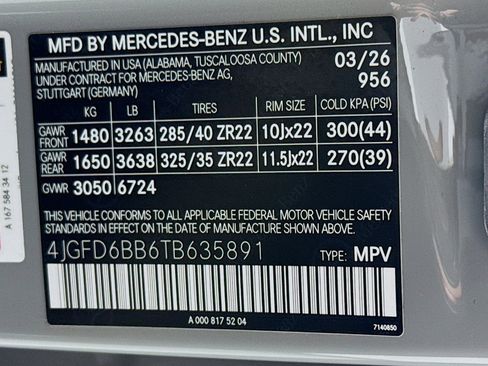 MFD BY MERCEDES-BENZ U.S. INTL., INC
MANUFACTURED IN USA (ALABAMA, TUSCALOOSA COUNTY) 03/26
UNDER CONTRACT FOR MERCEDES-BENZ AG, 956
STUTTGART (GERMANY)
KG LB TIRES RIM SIZE COLD KPA (PSI)
GAWR FRONT 1480 3263 285/40 ZR22 10Jx22 300(44)
GAWR REAR 1650 3638 325/35 ZR22 11.5Jx22 270(39)
GVWR 3050 6724
THIS VEHICLE CONFORMS TO ALL APPLICABLE FEDERAL MOTOR VEHICLE SAFETY
STANDARDS IN EFFECT ON THE DATE OF MANUFACTURE SHOWN ABOVE.
4JGFD6BB6TB635891 TYPE: MPV
A 000 817 52 04
7140850
A 167 584 34 12